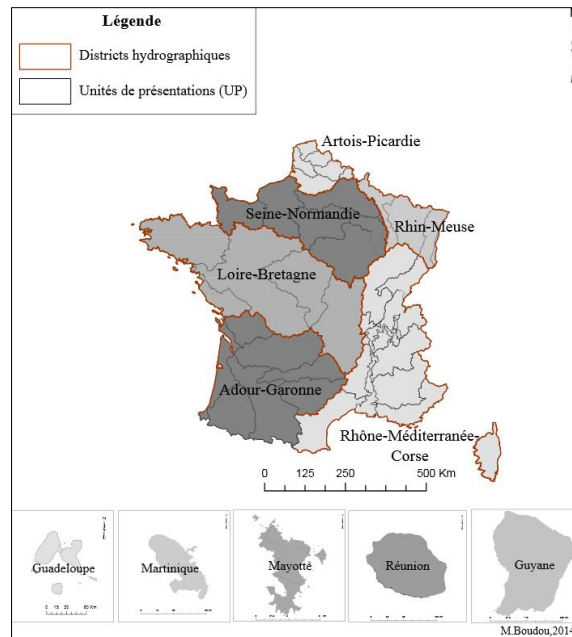 Légende
Districts hydrographiques
Unités de présentations (UP)
Artois-Picardie
Seine-Normandie
Rhin-Meuse
Loire-Bretagne
Adour-Garonne
Rhône-Méditerranée-
Corse
0 125 250 500 Km
Guadeloupe
Martinique
Mayotte
Réunion
Guyane
M.Boudou,2014